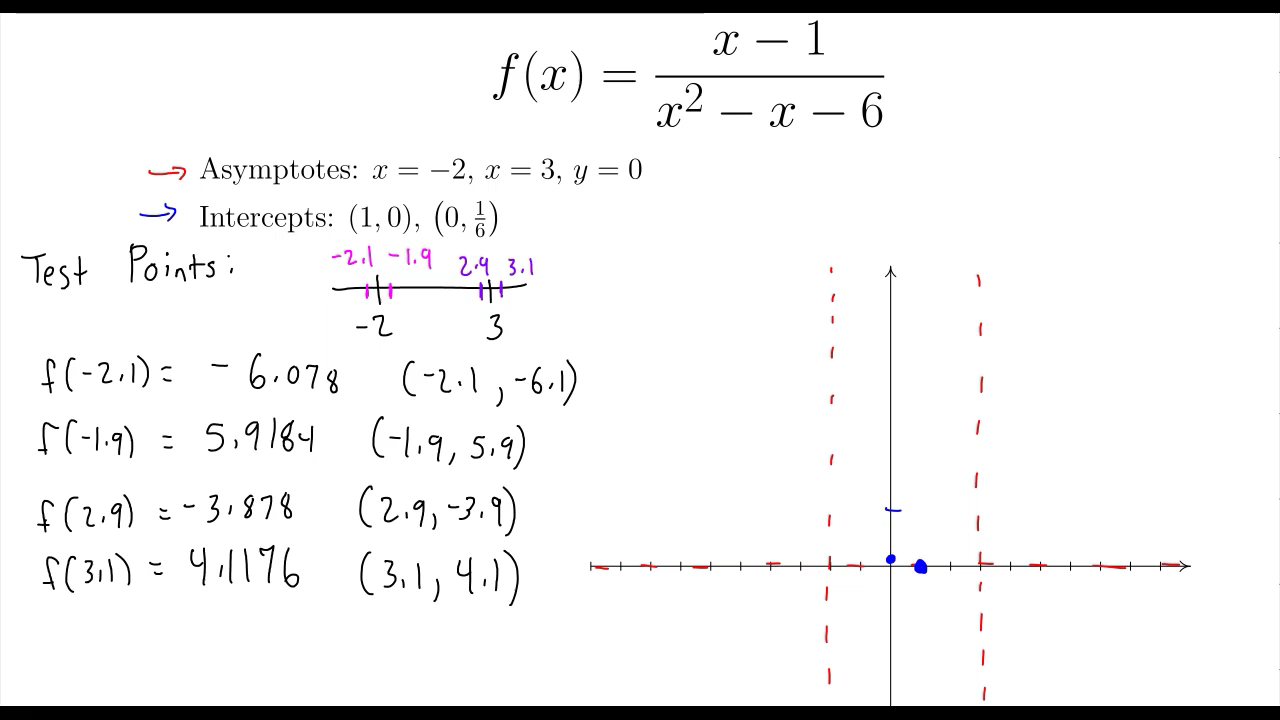 f(x) = \frac{x - 1}{x^2 - x - 6}
Asymptotes: x = −2, x = 3, y = 0
Intercepts: (1, 0), (0, 1/6)
Test Points:
-2.1 -1.9 2.9 3.1
-2 3
f(-2.1) = - 6.078 (-2.1, -6.1)
f(-1.9) = 5.9184 (-1.9, 5.9)
f(2.9) = -3.878 (2.9, -3.9)
f(3.1) = 4.1176 (3.1, 4.1)